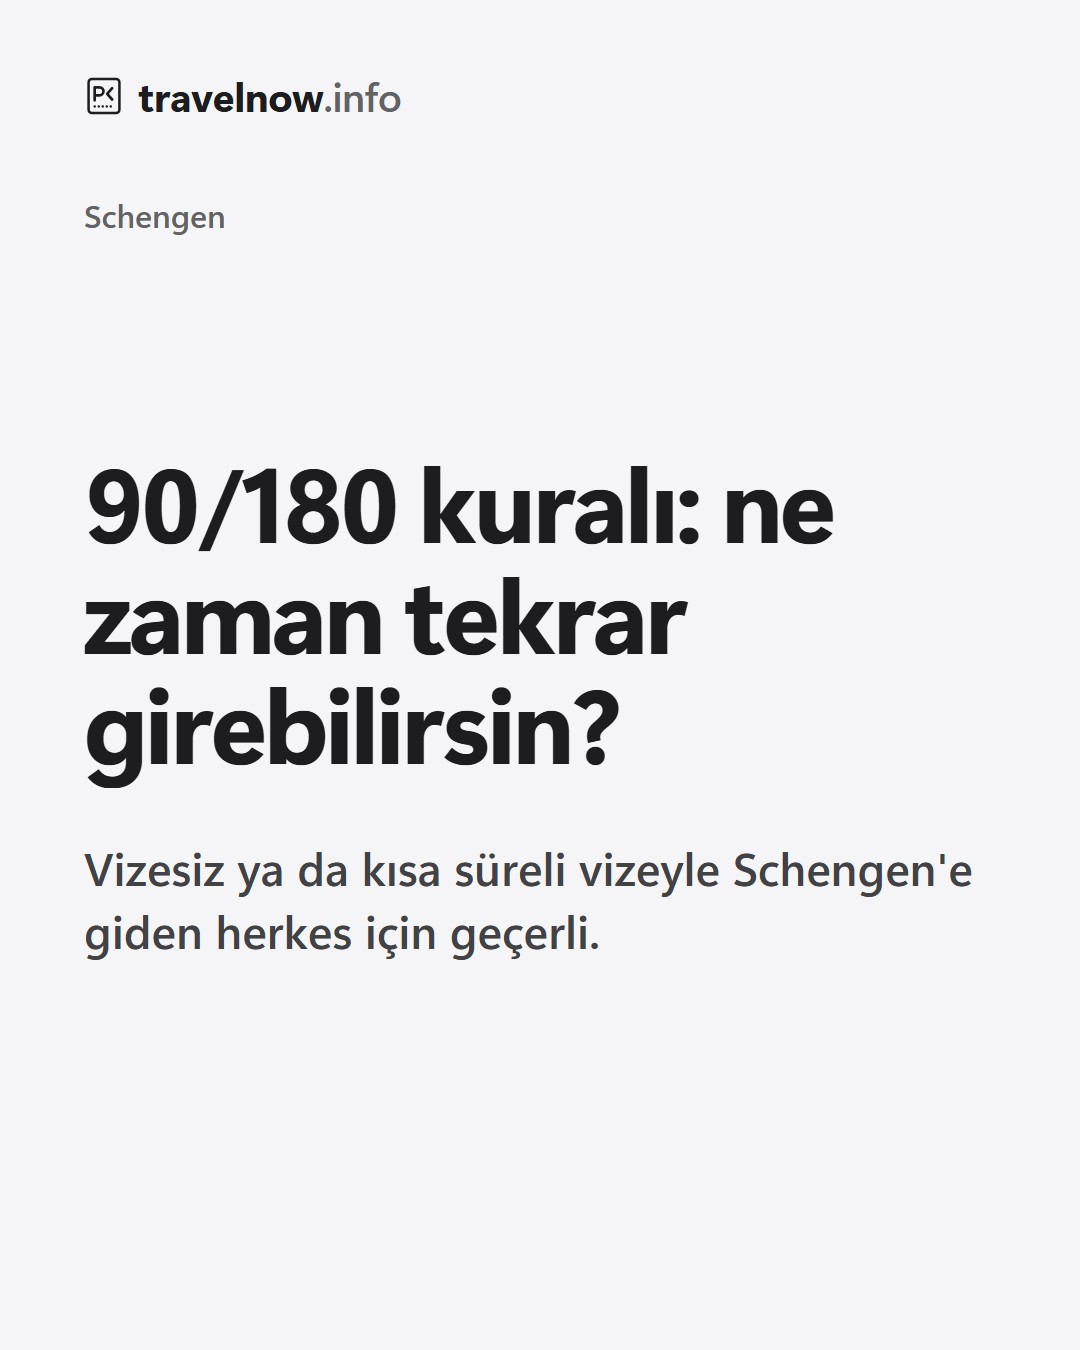 travelnow.info
Schengen
90/180 kuralı: ne
zaman tekrar
girebilirsin?
Vizesiz ya da kısa süreli vizeyle Schengen'e
giden herkes için geçerli.